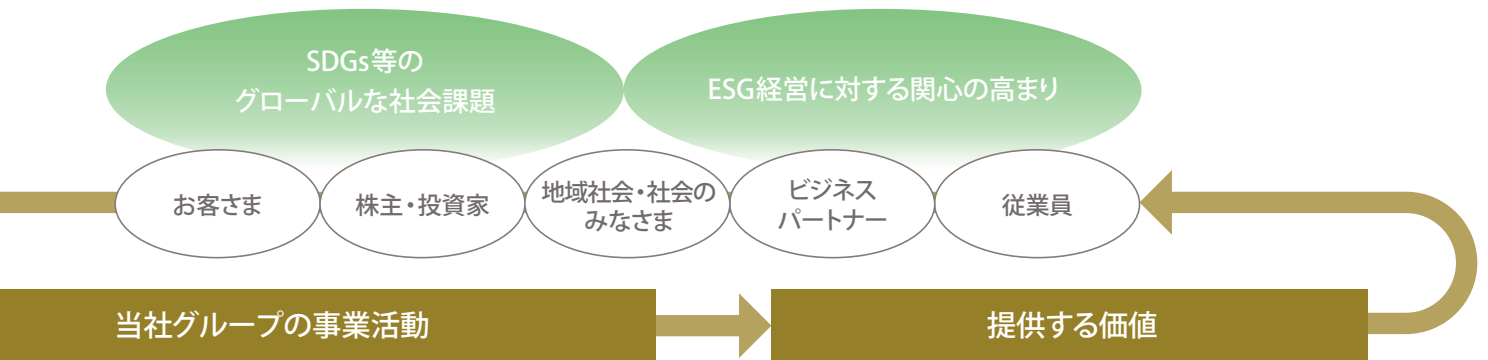 SDGs等の
グローバルな社会課題
ESG経営に対する関心の高まり
お客さま
株主・投資家
地域社会・社会の
みなさま
ビジネス
パートナー
従業員
当社グループの事業活動
提供する価値